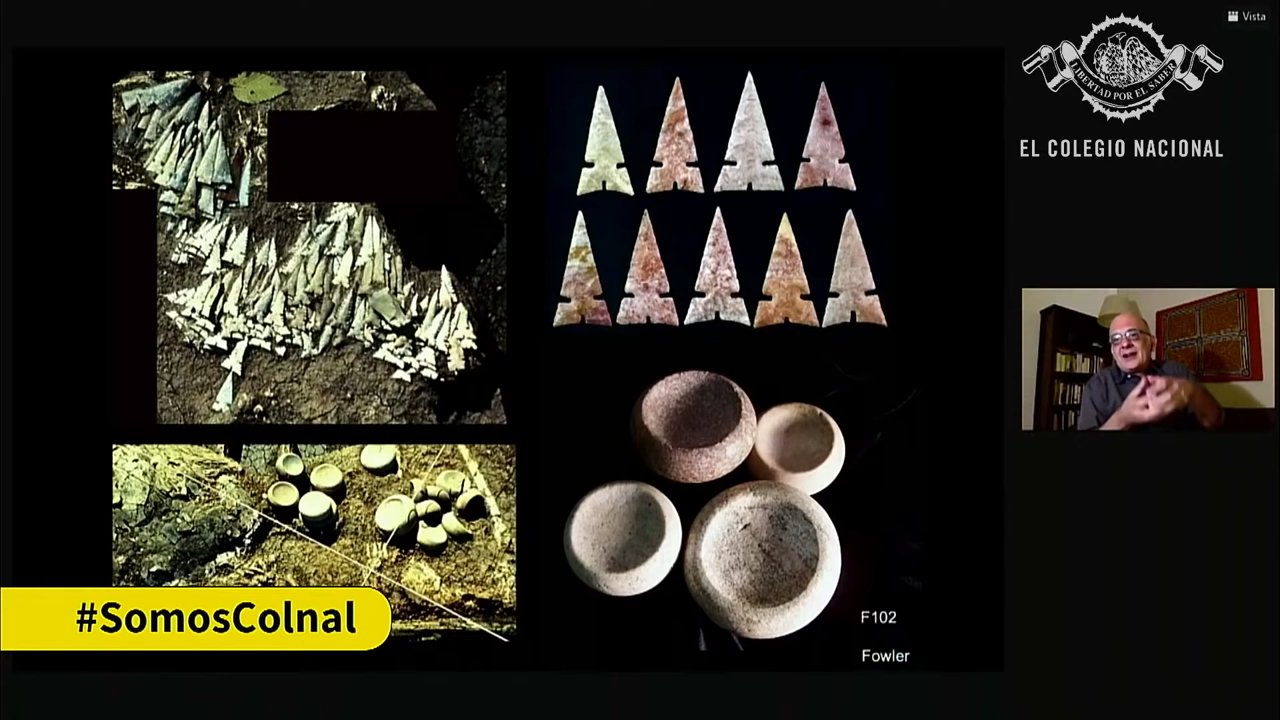 Vista
LIBERTAD POR EL SABER
EL COLEGIO NACIONAL
#SomosColnal
F102
Fowler